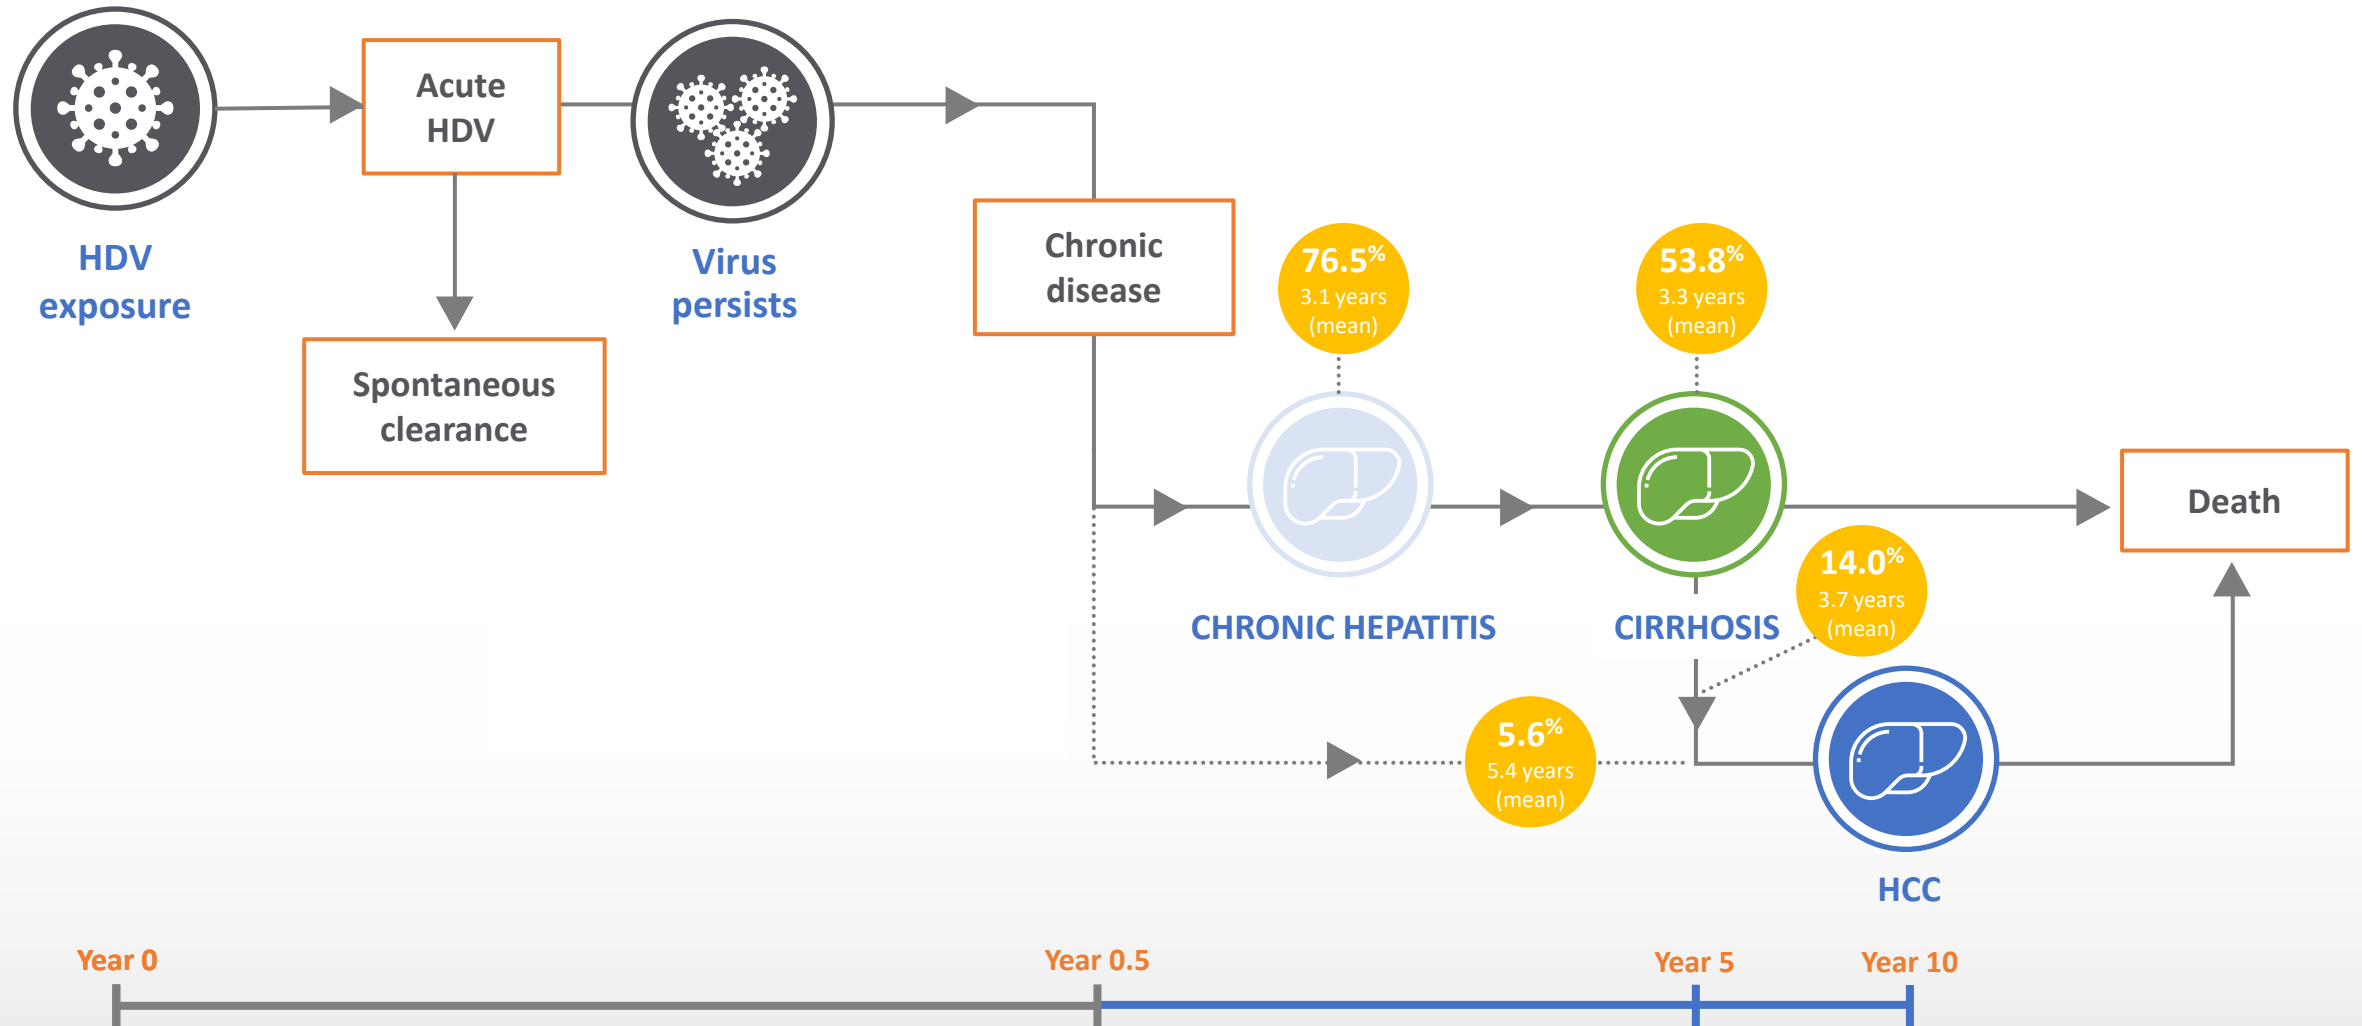 HDV
exposure
Acute
HDV
Spontaneous
clearance
Virus
persists
Chronic
disease
76.5%
3.1 years
(mean)
CHRONIC HEPATITIS
53.8%
3.3 years
(mean)
CIRRHOSIS
14.0%
3.7 years
(mean)
5.6%
5.4 years
(mean)
HCC
Death
Year 0
Year 0.5
Year 5
Year 10